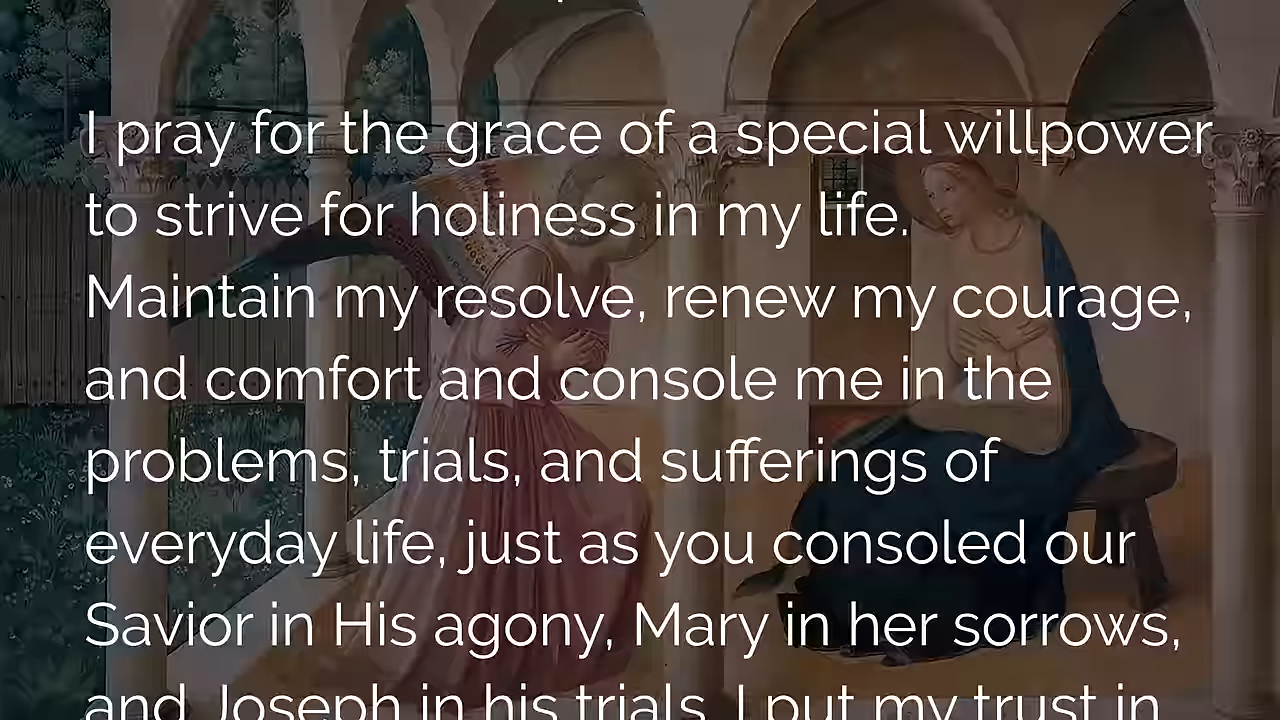 I pray for the grace of a special willpower
to strive for holiness in my life.
Maintain my resolve, renew my courage,
and comfort and console me in the
problems, trials, and sufferings of
everyday life, just as you consoled our
Savior in His agony, Mary in her sorrows,
and Joseph in his trials. I put my trust in